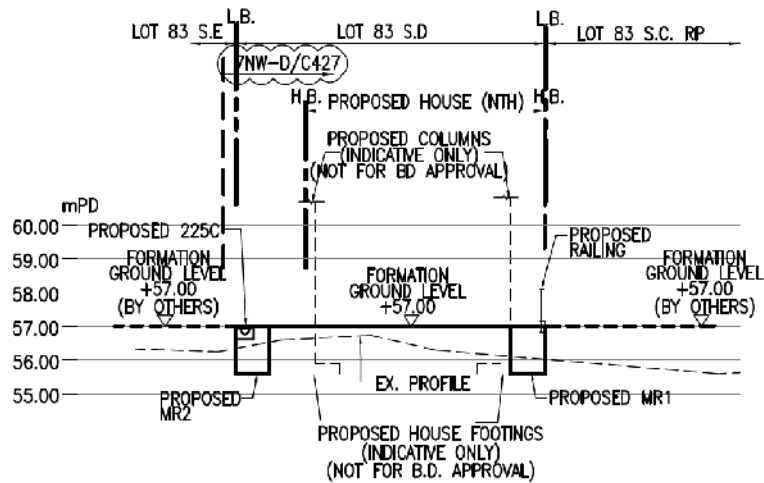 L.B.
L.B.
LOT 83 S.E
LOT 83 S.D
LOT 83 S.C. RP
7NW-D/C427
H.B.
PROPOSED HOUSE (NTH)
H.B.
PROPOSED COLUMNS
(INDICATIVE ONLY)
(NOT FOR BD APPROVAL)
mPD
60.00
59.00
58.00
57.00
56.00
55.00
PROPOSED 225C
PROPOSED
RAILING
FORMATION
GROUND LEVEL
+57.00
(BY OTHERS)
FORMATION
GROUND LEVEL
+57.00
FORMATION
GROUND LEVEL
+57.00
(BY OTHERS)
EX. PROFILE
PROPOSED
MR2
PROPOSED MR1
PROPOSED HOUSE FOOTINGS
(INDICATIVE ONLY)
(NOT FOR B.D. APPROVAL)